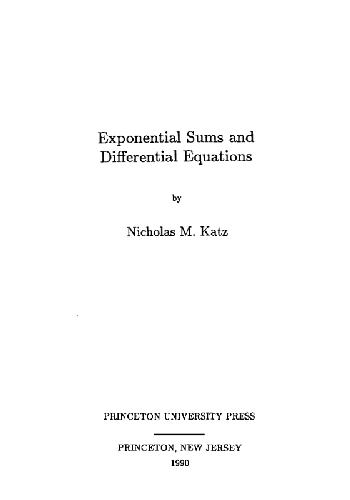 Exponential Sums and
Differential Equations
by
Nicholas M. Katz
PRINCETON UNIVERSITY PRESS
PRINCETON, NEW JERSEY
1990